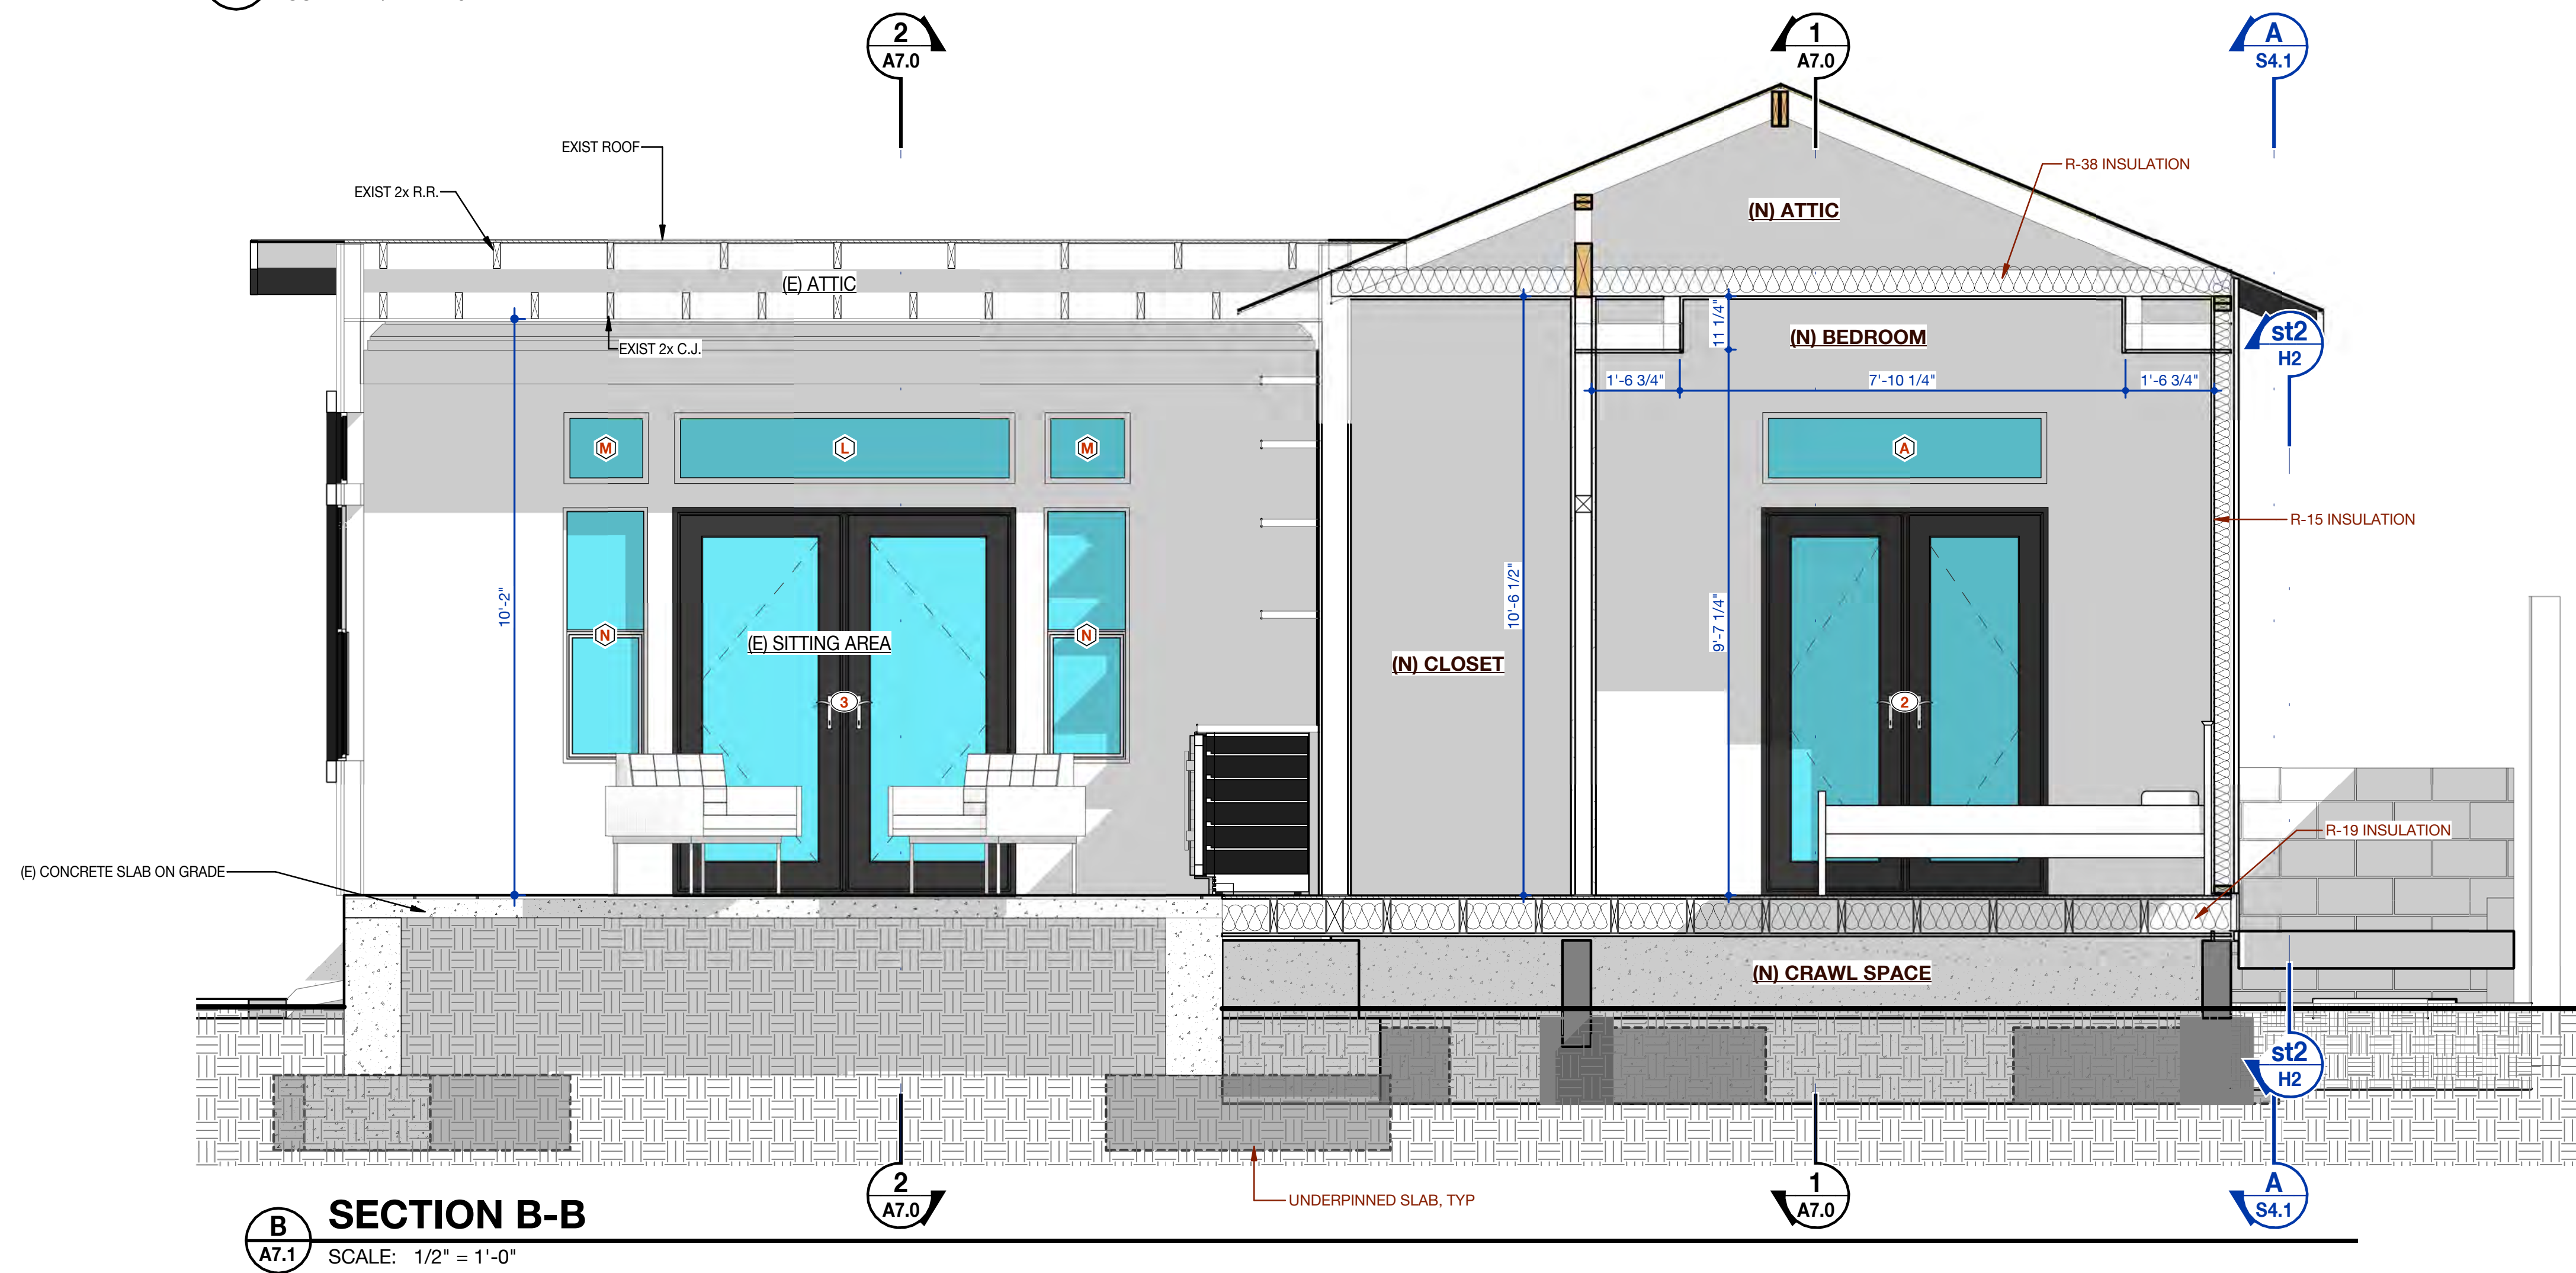 2
A7.0
1
A7.0
A
S4.1
EXIST ROOF
R-38 INSULATION
EXIST 2x R.R.
(N) ATTIC
(E) ATTIC
11 1/4"
(N) BEDROOM
st2
H2
EXIST 2x C.J.
1'-6 3/4"
7'-10 1/4"
1'-6 3/4"
M
L
M
A
R-15 INSULATION
10'-2"
10'-6 1/2"
9'-7 1/4"
N
(E) SITTING AREA
N
(N) CLOSET
3
2
R-19 INSULATION
(E) CONCRETE SLAB ON GRADE
(N) CRAWL SPACE
st2
H2
2
A7.0
1
A7.0
A
S4.1
UNDERPINNED SLAB, TYP
B
A7.1
SECTION B-B
SCALE: 1/2" = 1'-0"